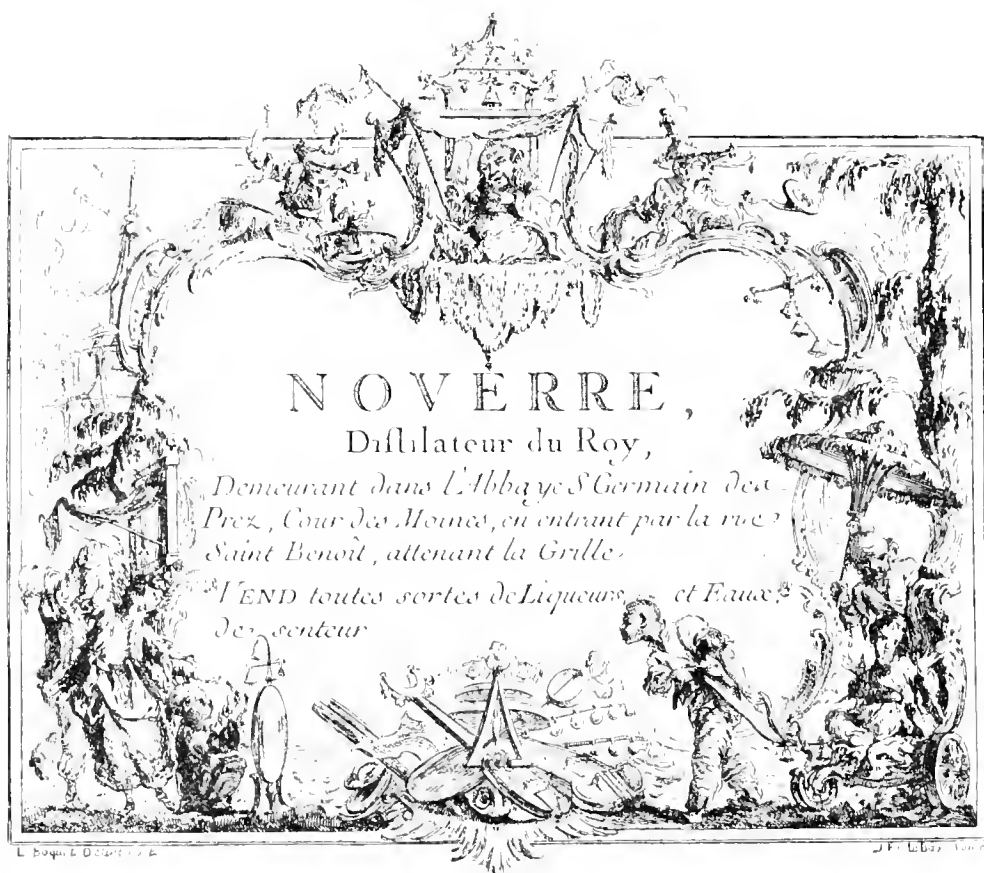 NOVERRE,
Distilateur du Roy,
Demeurant dans L'Abbaye S Germain des
Prez, Cour des Moines, en entrant par la rue
Saint Benoît, attenant la Grille.
VEND toutes sortes de Liqueurs et Eaux
de senteur